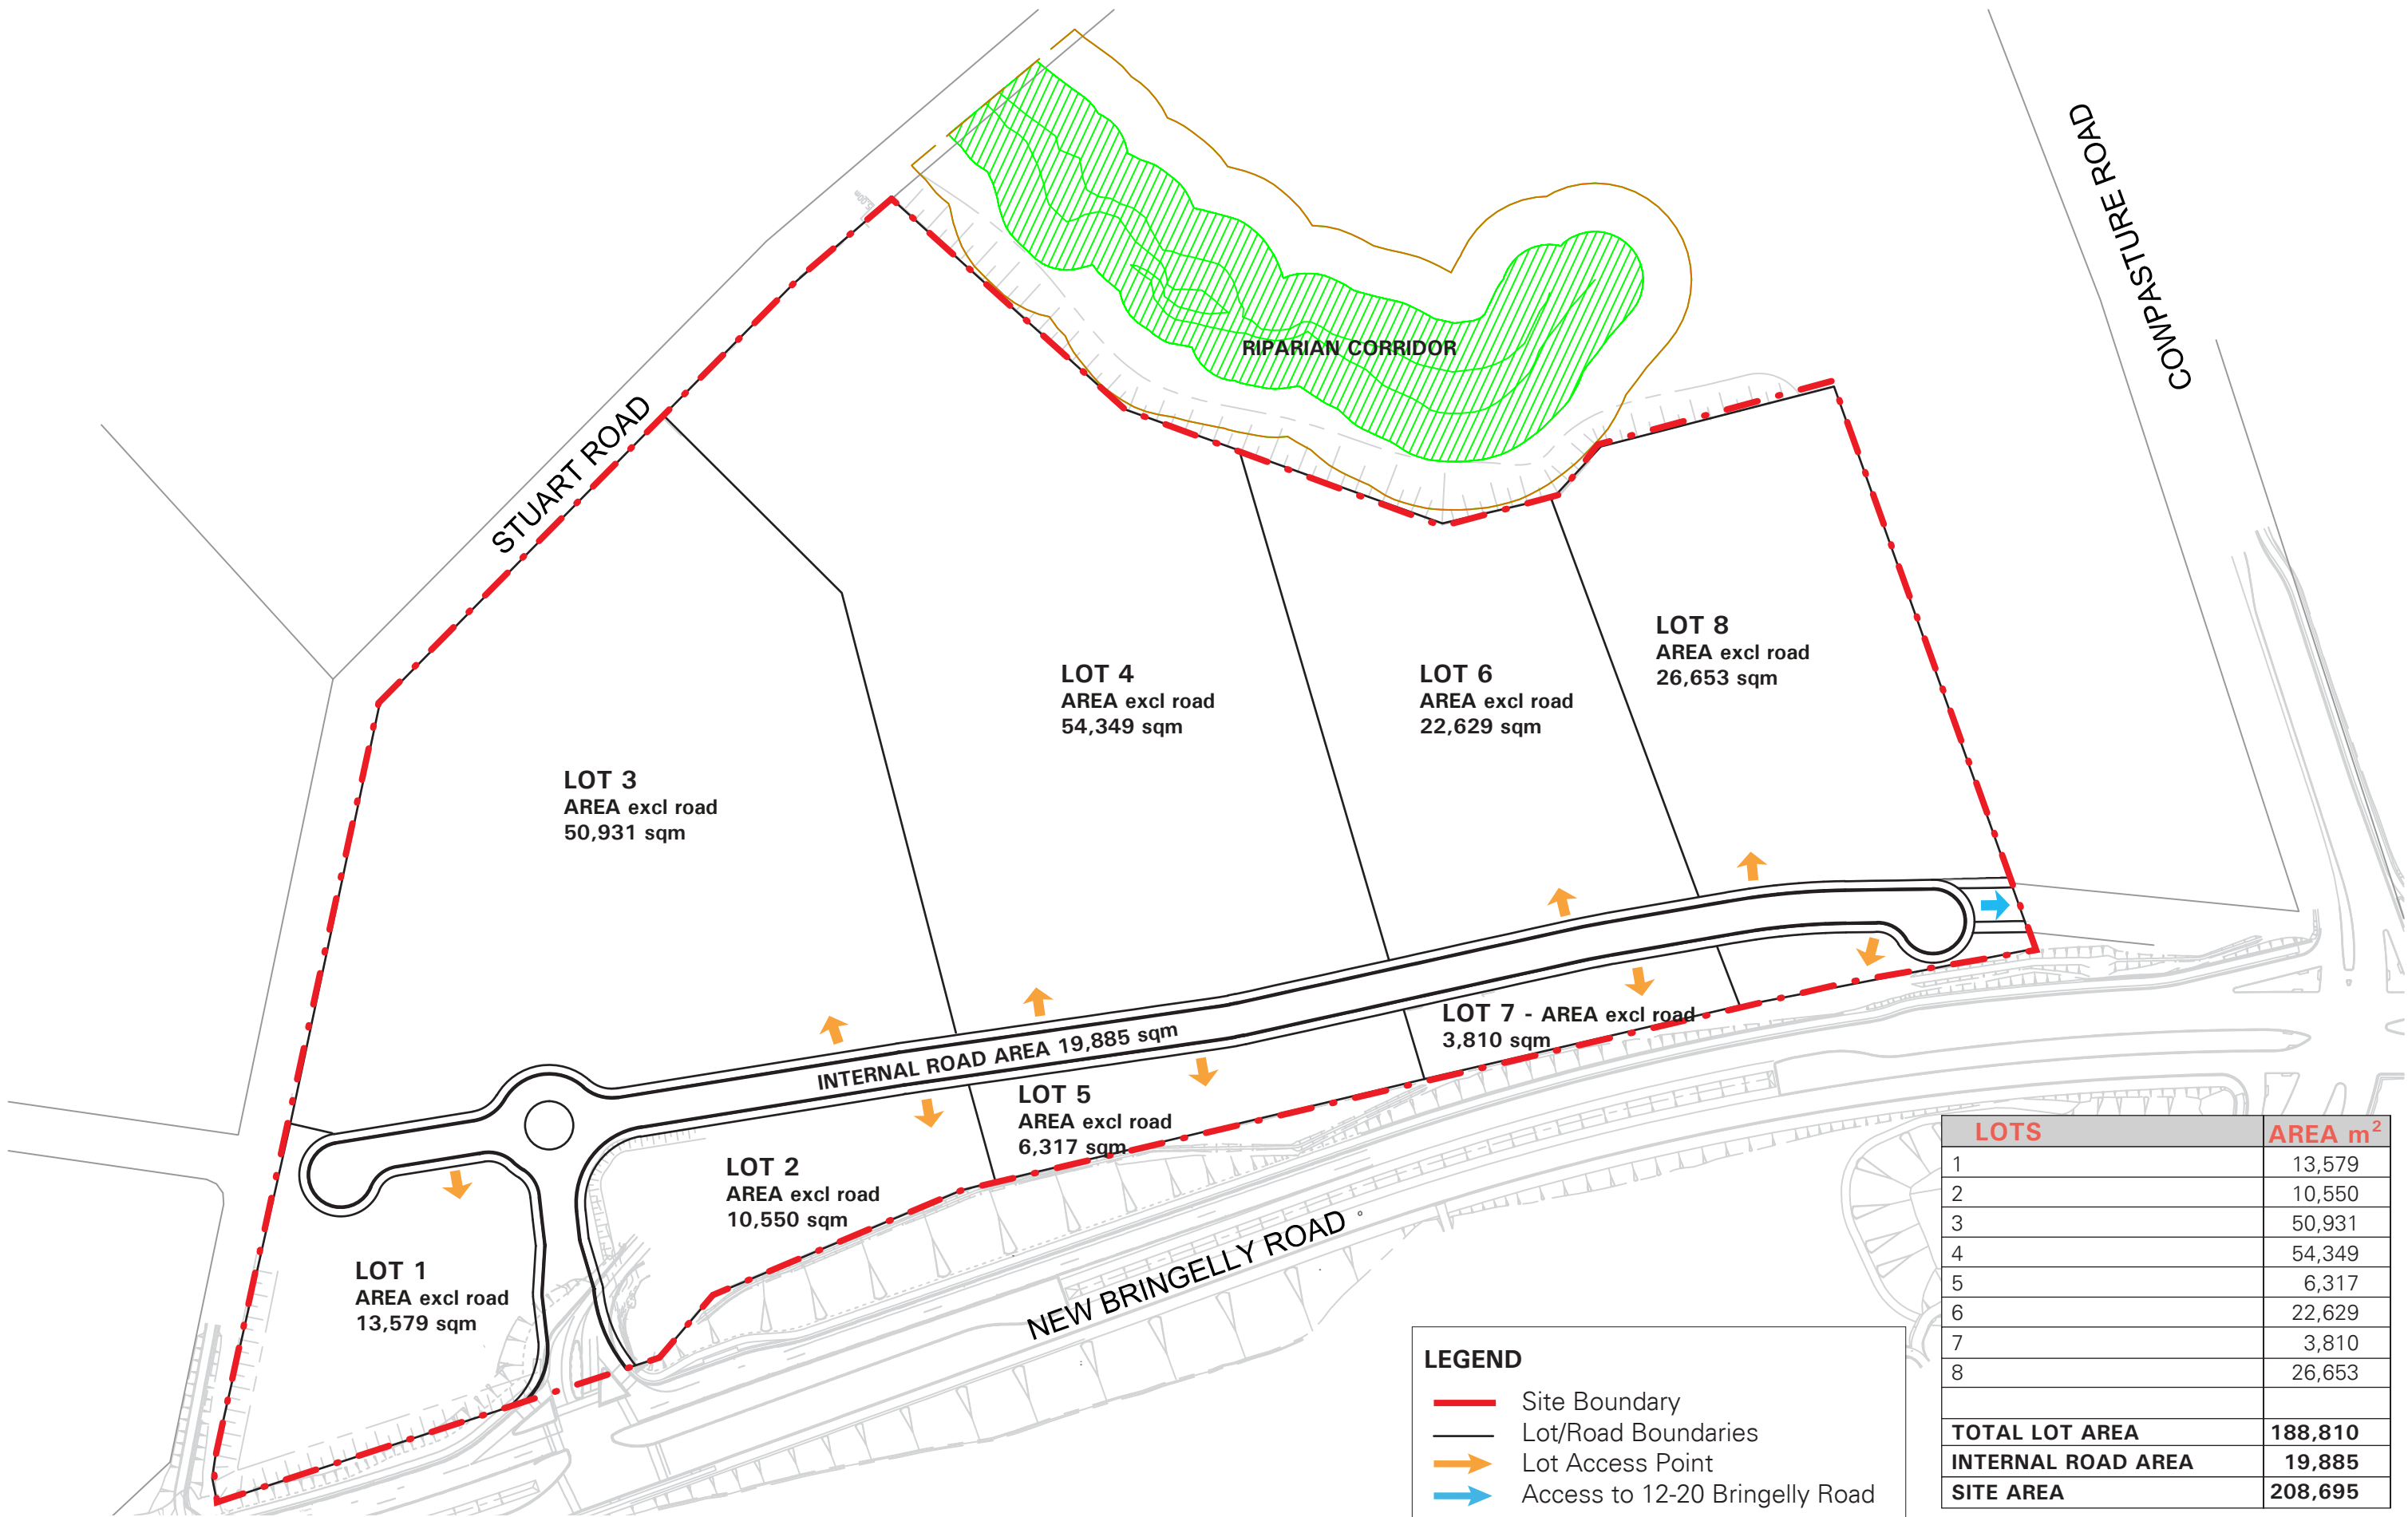 COWPASTURE ROAD
RIPARIAN CORRIDOR
STUART ROAD
LOT 8
AREA excl road
26,653 sqm
LOT 4
AREA excl road
54,349 sqm
LOT 6
AREA excl road
22,629 sqm
LOT 3
AREA excl road
50,931 sqm
LOT 7 - AREA excl road
3,810 sqm
INTERNAL ROAD AREA 19,885 sqm
LOT 5
AREA excl road
6,317 sqm
LOT 2
AREA excl road
10,550 sqm
LOT 1
AREA excl road
13,579 sqm
NEW BRINGELLY ROAD
LEGEND
Site Boundary
Lot/Road Boundaries
Lot Access Point
Access to 12-20 Bringelly Road
LOTS AREA m²
1 13,579
2 10,550
3 50,931
4 54,349
5 6,317
6 22,629
7 3,810
8 26,653
TOTAL LOT AREA 188,810
INTERNAL ROAD AREA 19,885
SITE AREA 208,695